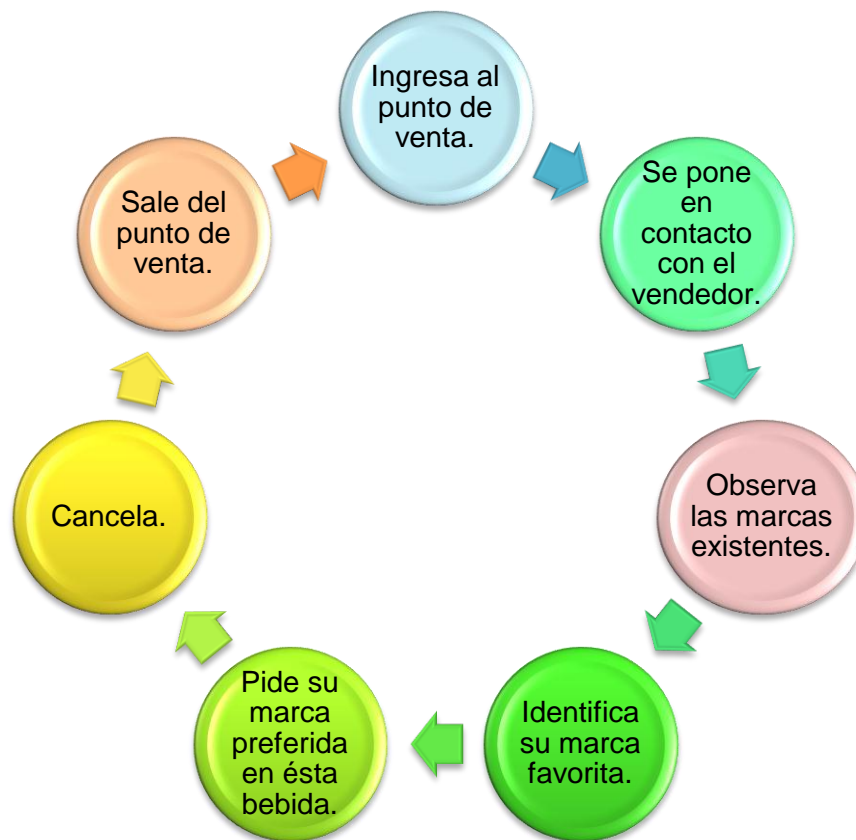 Ingresa al
punto de
venta.
Se pone
en
contacto
con el
vendedor.
Observa
las marcas
existentes.
Identifica
su marca
favorita.
Pide su
marca
preferida
en ésta
bebida.
Cancela.
Sale del
punto de
venta.